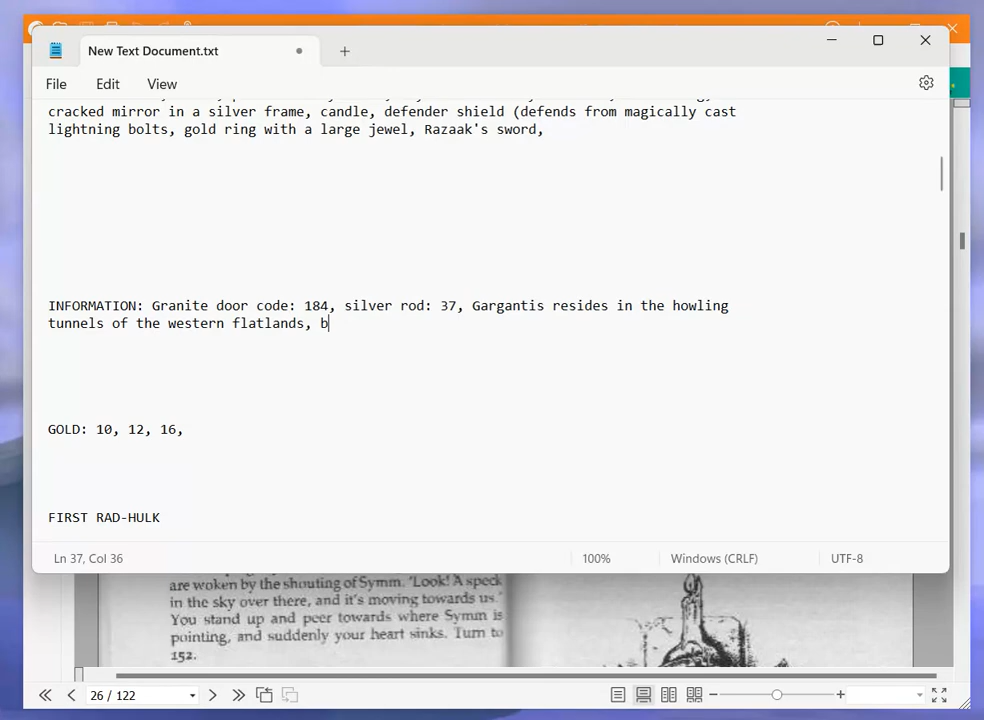 New Text Document.txt
File Edit View
cracked mirror in a silver frame, candle, defender shield (defends from magically cast
lightning bolts, gold ring with a large jewel, Razaak's sword,
INFORMATION: Granite door code: 184, silver rod: 37, Gargantis resides in the howling
tunnels of the western flatlands, b
GOLD: 10, 12, 16,
FIRST RAD-HULK
Ln 37, Col 36 100% Windows (CRLF) UTF-8
are woken by the shouting of Symm. 'Look! A speck
in the sky over there, and it's moving towards us.'
You stand up and peer towards where Symm is
pointing, and suddenly your heart sinks. Turn to
152.
26 / 122